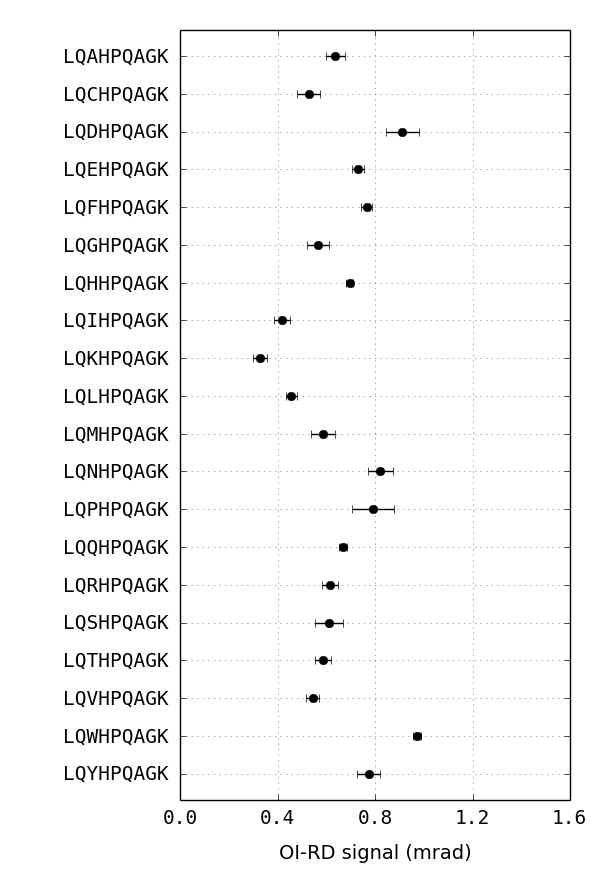 LQAHPQAGK
LQCHPQAGK
LQDHPQAGK
LQEHPQAGK
LQFHPQAGK
LQGHPQAGK
LQHHPQAGK
LQIHPQAGK
LQKHPQAGK
LQLHPQAGK
LQMHPQAGK
LQNHPQAGK
LQPHPQAGK
LQQHPQAGK
LQRHPQAGK
LQSHPQAGK
LQTHPQAGK
LQVHPQAGK
LQWHPQAGK
LQYHPQAGK
0.0 0.4 0.8 1.2 1.6
OI-RD signal (mrad)